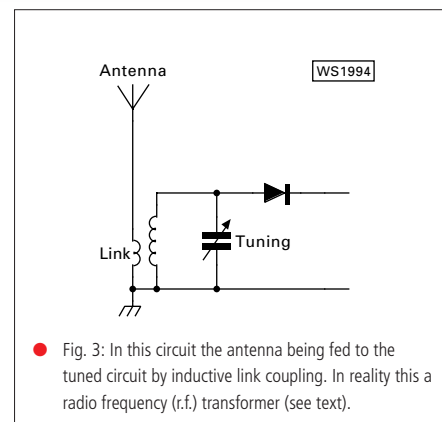 Antenna
WS1994
Link
Tuning
Fig. 3: In this circuit the antenna being fed to the
tuned circuit by inductive link coupling. In reality this a
radio frequency (r.f.) transformer (see text).